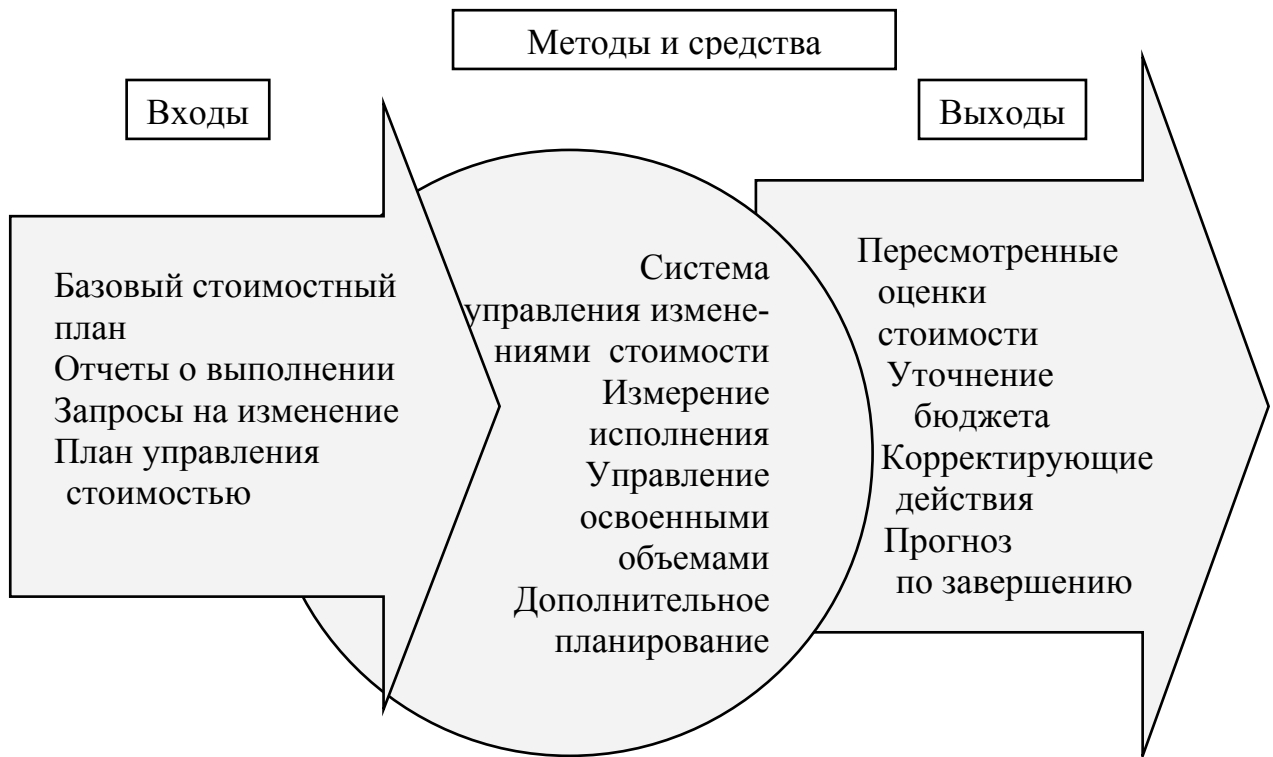 Методы и средства
Входы
Выходы
Базовый стоимостный
план
Отчеты о выполнении
Запросы на изменение
План управления
стоимостью
Система
управления измене-
ниями стоимости
Измерение
исполнения
Управление
освоенными
объемами
Дополнительное
планирование
Пересмотренные
оценки
стоимости
Уточнение
бюджета
Корректирующие
действия
Прогноз
по завершению